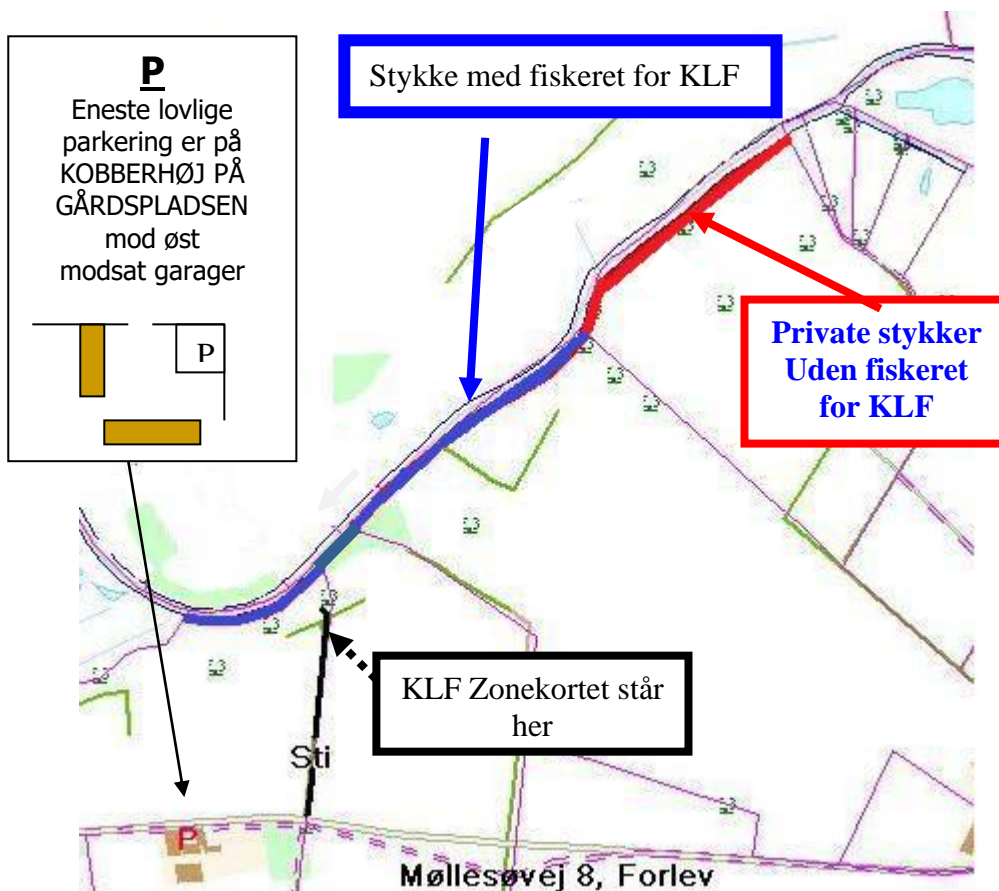 P
Eneste lovlige
parkering er på
KOBBERHØJ PÅ
GÅRDSPLADSEN
mod øst
modsat garager
P
Stykke med fiskeret for KLF
Private stykker
Uden fiskeret
for KLF
KLF Zonekortet står
her
Sti
P
Møllesøvej 8, Forlev